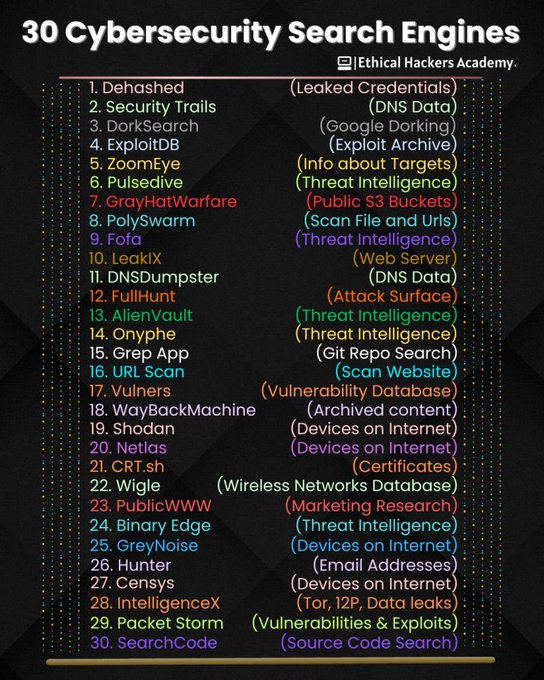 30 Cybersecurity Search Engines
|Ethical Hackers Academy.
1. Dehashed (Leaked Credentials)
2. Security Trails (DNS Data)
3. DorkSearch (Google Dorking)
4. ExploitDB (Exploit Archive)
5. ZoomEye (Info about Targets)
6. Pulsedive (Threat Intelligence)
7. GrayHatWarfare (Public S3 Buckets)
8. PolySwarm (Scan File and Urls)
9. Fofa (Threat Intelligence)
10. LeakIX (Web Server)
11. DNSDumpster (DNS Data)
12. FullHunt (Attack Surface)
13. AlienVault (Threat Intelligence)
14. Onyphe (Threat Intelligence)
15. Grep App (Git Repo Search)
16. URL Scan (Scan Website)
17. Vulners (Vulnerability Database)
18. WayBackMachine (Archived content)
19. Shodan (Devices on Internet)
20. Netlas (Devices on Internet)
21. CRT.sh (Certificates)
22. Wigle (Wireless Networks Database)
23. PublicWWW (Marketing Research)
24. Binary Edge (Threat Intelligence)
25. GreyNoise (Devices on Internet)
26. Hunter (Email Addresses)
27. Censys (Devices on Internet)
28. IntelligenceX (Tor, 12P, Data leaks)
29. Packet Storm (Vulnerabilities & Exploits)
30. SearchCode (Source Code Search)